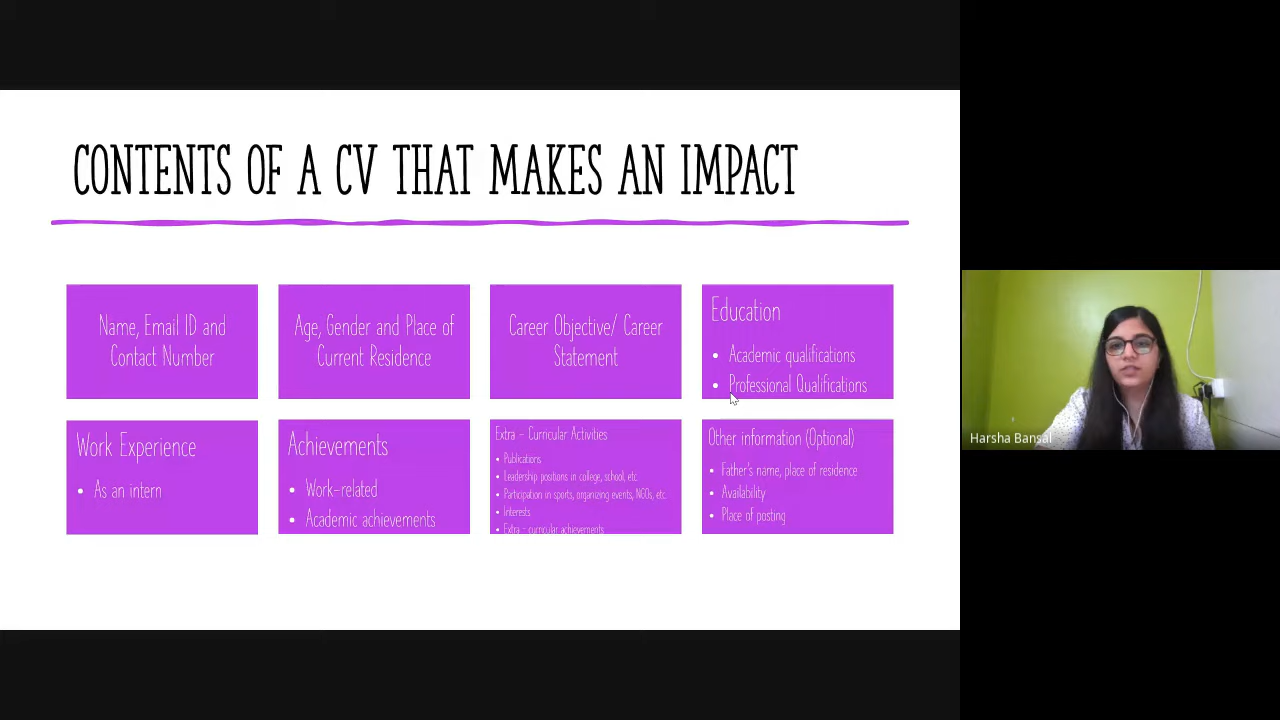 CONTENTS OF A CV THAT MAKES AN IMPACT
Name, Email ID and
Contact Number
Age, Gender and Place of
Current Residence
Career Objective/ Career
Statement
Education
• Academic qualifications
• Professional Qualifications
Work Experience
• As an intern
Achievements
• Work-related
• Academic achievements
Extra - Curricular Activities
• Publications
• Leadership positions in college, school, etc.
• Participation in sports, organizing events, NGOs, etc.
• Interests
• Extra - curricular achievements
Other information (Optional)
• Father's name, place of residence
• Availability
• Place of posting
Harsha Bansal